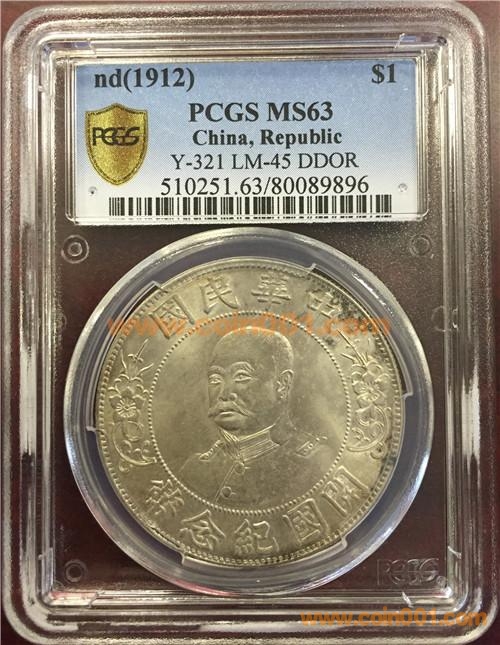 nd(1912) $1
PCGS MS63
China, Republic
Y-321 LM-45 DDOR
510251.63/80089896
PCGS
中華民國
www.coin001.com
開國紀念幣
PCGS
www.coin001.com